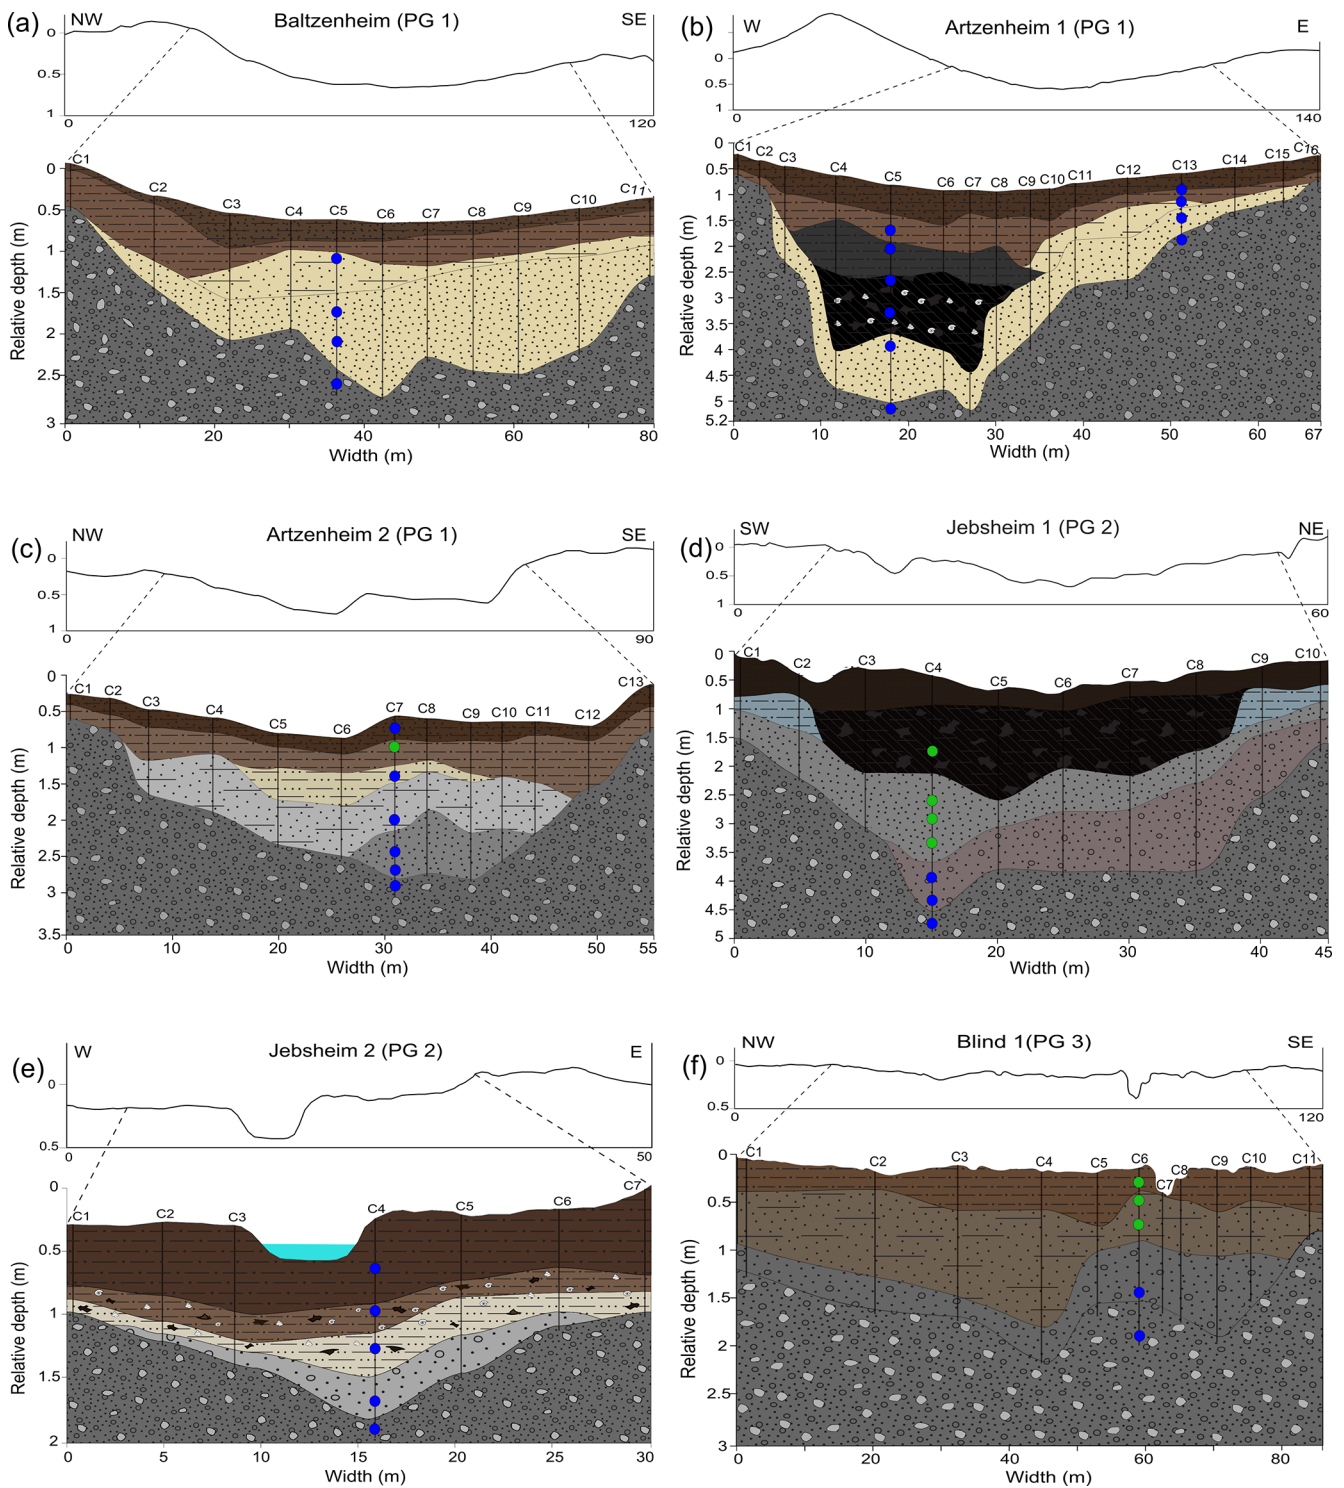 (a) NW Baltzenheim (PG 1) SE
0
0.5
1
0 120
C1 C2 C3 C4 C5 C6 C7 C8 C9 C10 C11
Relative depth (m)
0
0.5
1
1.5
2
2.5
3
0 20 40 60 80
Width (m)
(b) W Artzenheim 1 (PG 1) E
0
0.5
1
0 140
C1 C2 C3 C4 C5 C6 C7 C8 C9 C10 C11 C12 C13 C14 C15 C16
Relative depth (m)
0
0.5
1
1.5
2
2.5
3
3.5
4
4.5
5
5.2
0 10 20 30 40 50 60 67
Width (m)
(c) NW Artzenheim 2 (PG 1) SE
0
0.5
1
0 90
C1 C2 C3 C4 C5 C6 C7 C8 C9 C10 C11 C12 C13
Relative depth (m)
0
0.5
1
1.5
2
2.5
3
3.5
0 10 20 30 40 50 55
Width (m)
(d) SW Jebsheim 1 (PG 2) NE
0
0.5
1
0 60
C1 C2 C3 C4 C5 C6 C7 C8 C9 C10
Relative depth (m)
0
0.5
1
1.5
2
2.5
3
3.5
4
4.5
5
0 10 20 30 40 45
Width (m)
(e) W Jebsheim 2 (PG 2) E
0
0.5
0 50
C1 C2 C3 C4 C5 C6 C7
Relative depth (m)
0
0.5
1
1.5
2
0 5 10 15 20 25 30
Width (m)
(f) NW Blind 1(PG 3) SE
0
0.5
0 120
C1 C2 C3 C4 C5 C6 C7 C8 C9 C10 C11
Relative depth (m)
0
0.5
1
1.5
2
2.5
3
0 20 40 60 80
Width (m)